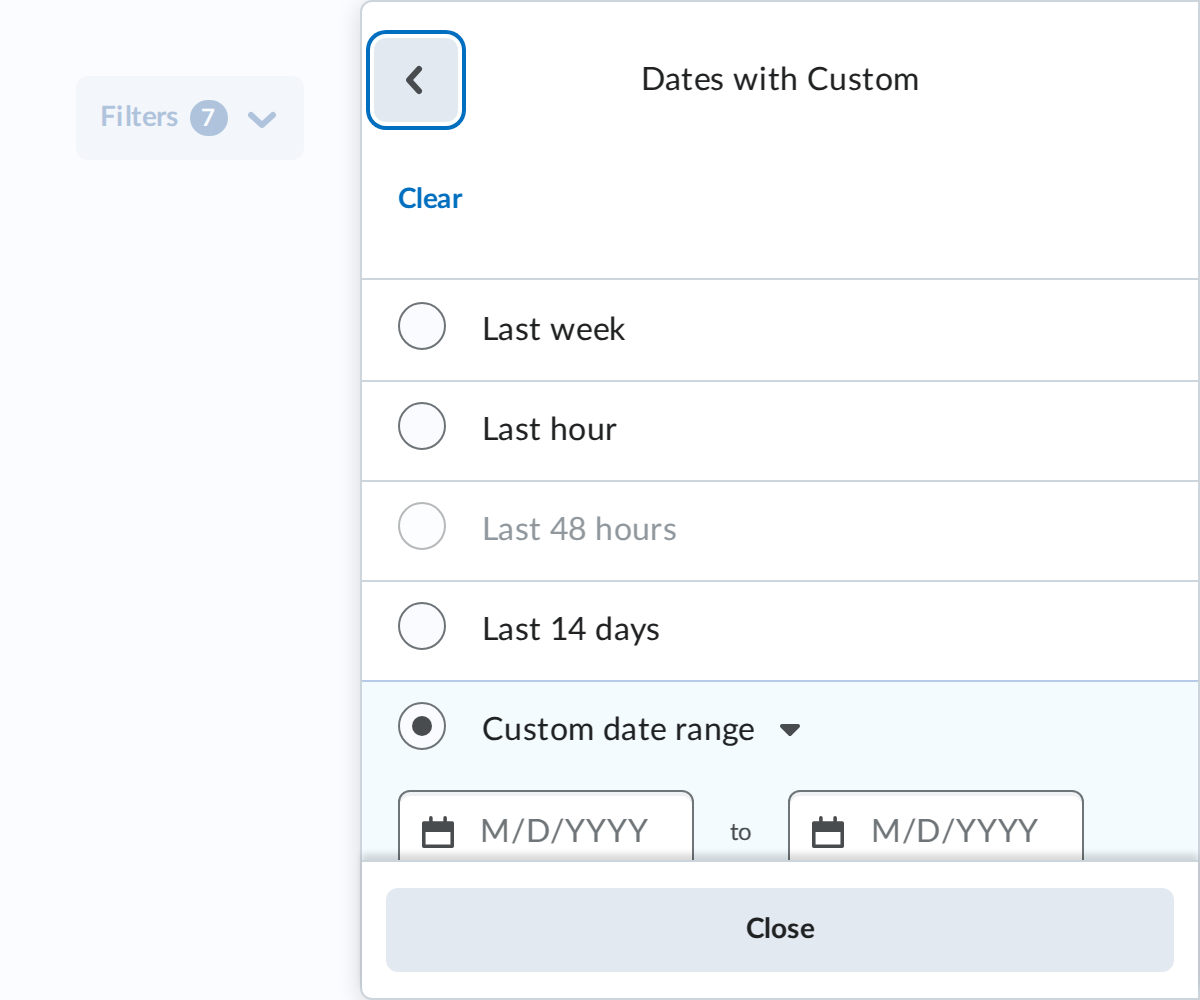 Filters 7
Dates with Custom
Clear
Last week
Last hour
Last 48 hours
Last 14 days
Custom date range
M/D/YYYY to M/D/YYYY
Close